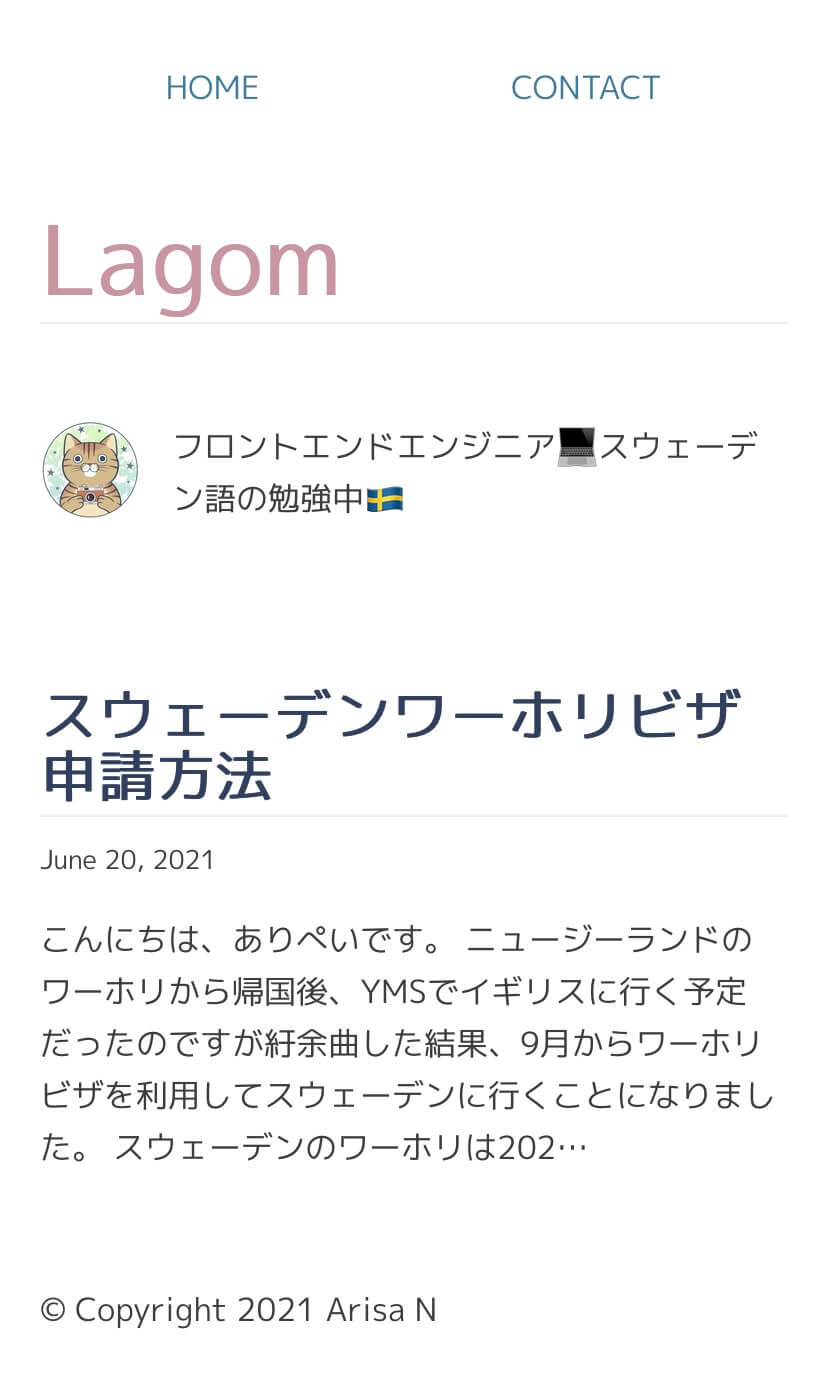 HOME
CONTACT
Lagom
フロントエンドエンジニア💻スウェーデ
ン語の勉強中🇸🇪
スウェーデンワーホリビザ
申請方法
June 20, 2021
こんにちは、ありぺいです。 ニュージーランドの
ワーホリから帰国後、YMSでイギリスに行く予定
だったのですが紆余曲した結果、9月からワーホリ
ビザを利用してスウェーデンに行くことになりまし
た。 スウェーデンのワーホリは202…
© Copyright 2021 Arisa N